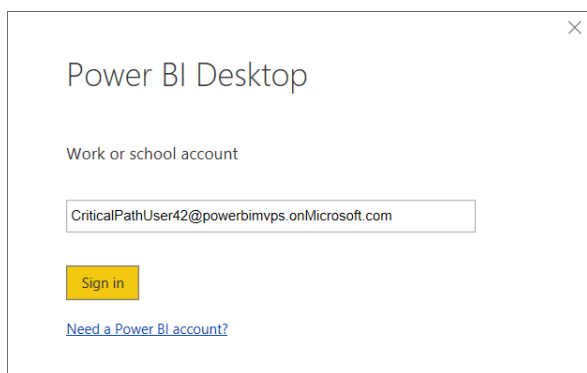 Power BI Desktop
Work or school account
CriticalPathUser42@powerbimvps.onMicrosoft.com
Sign in
Need a Power BI account?